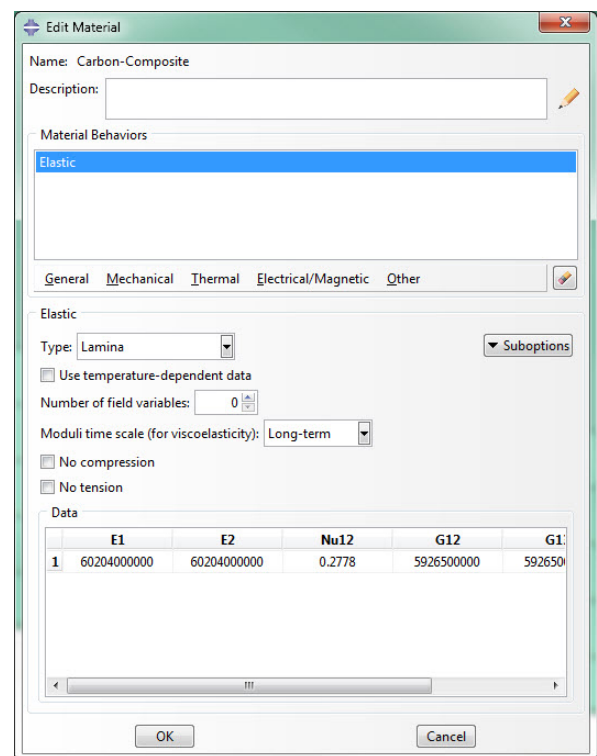 Edit Material
Name: Carbon-Composite
Description:
Material Behaviors
Elastic
General Mechanical Thermal Electrical/Magnetic Other
Elastic
Type: Lamina
Suboptions
Use temperature-dependent data
Number of field variables: 0
Moduli time scale (for viscoelasticity): Long-term
No compression
No tension
Data
E1 E2 Nu12 G12 G1
1 60204000000 60204000000 0.2778 5926500000 592650
OK Cancel